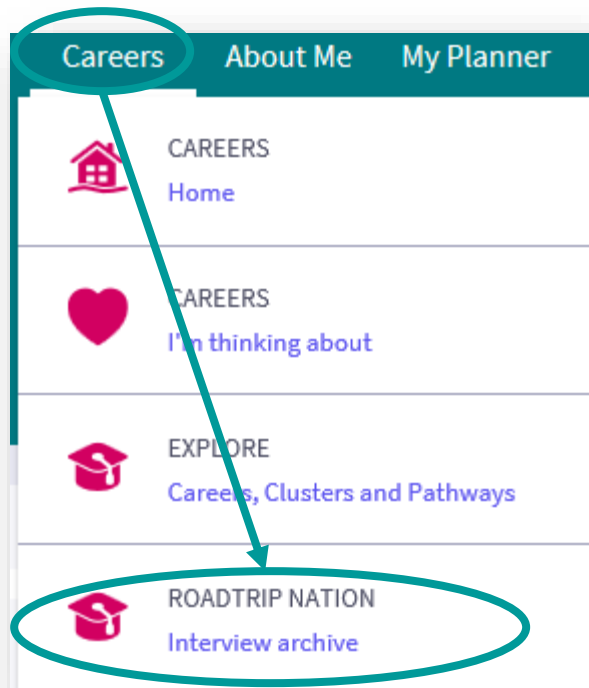 Careers About Me My Planner
CAREERS
Home
CAREERS
I'm thinking about
EXPLORE
Careers, Clusters and Pathways
ROADTRIP NATION
Interview archive